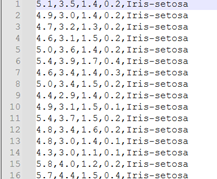 1 5.1,3.5,1.4,0.2,Iris-setosa
2 4.9,3.0,1.4,0.2,Iris-setosa
3 4.7,3.2,1.3,0.2,Iris-setosa
4 4.6,3.1,1.5,0.2,Iris-setosa
5 5.0,3.6,1.4,0.2,Iris-setosa
6 5.4,3.9,1.7,0.4,Iris-setosa
7 4.6,3.4,1.4,0.3,Iris-setosa
8 5.0,3.4,1.5,0.2,Iris-setosa
9 4.4,2.9,1.4,0.2,Iris-setosa
10 4.9,3.1,1.5,0.1,Iris-setosa
11 5.4,3.7,1.5,0.2,Iris-setosa
12 4.8,3.4,1.6,0.2,Iris-setosa
13 4.8,3.0,1.4,0.1,Iris-setosa
14 4.3,3.0,1.1,0.1,Iris-setosa
15 5.8,4.0,1.2,0.2,Iris-setosa
16 5.7,4.4,1.5,0.4,Iris-setosa